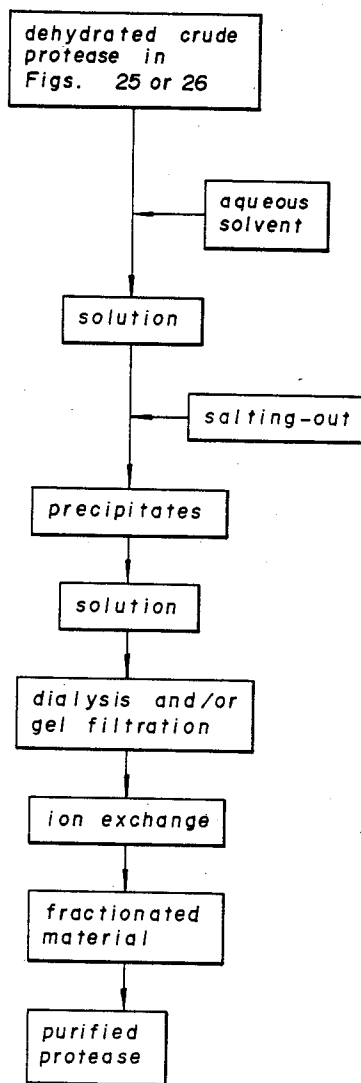 dehydrated crude
protease in
Figs. 25 or 26
aqueous
solvent
solution
salting-out
precipitates
solution
dialysis and/or
gel filtration
ion exchange
fractionated
material
purified
protease